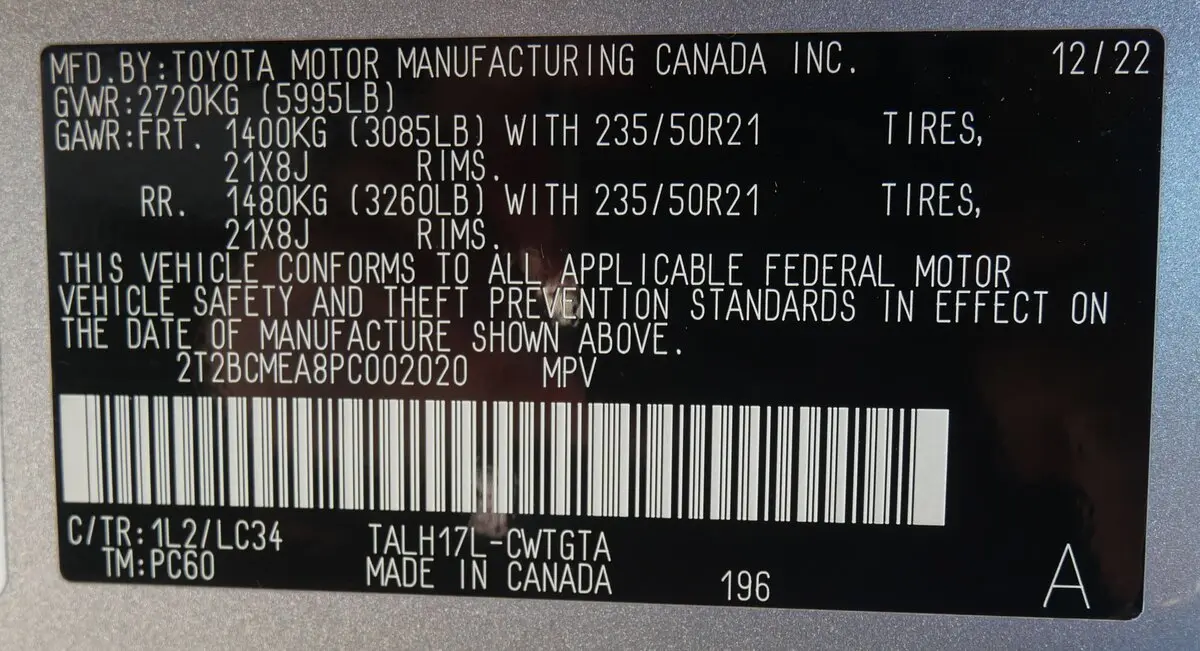 MFD.BY:TOYOTA MOTOR MANUFACTURING CANADA INC. 12/22
GVWR:2720KG (5995LB)
GAWR:FRT. 1400KG (3085LB) WITH 235/50R21 TIRES,
21X8J RIMS.
RR. 1480KG (3260LB) WITH 235/50R21 TIRES,
21X8J RIMS.
THIS VEHICLE CONFORMS TO ALL APPLICABLE FEDERAL MOTOR
VEHICLE SAFETY AND THEFT PREVENTION STANDARDS IN EFFECT ON
THE DATE OF MANUFACTURE SHOWN ABOVE.
2T2BCMEA8PC002020 MPV
C/TR:1L2/LC34 TALH17L-CWTGTA
TM:PC60 MADE IN CANADA 196 A